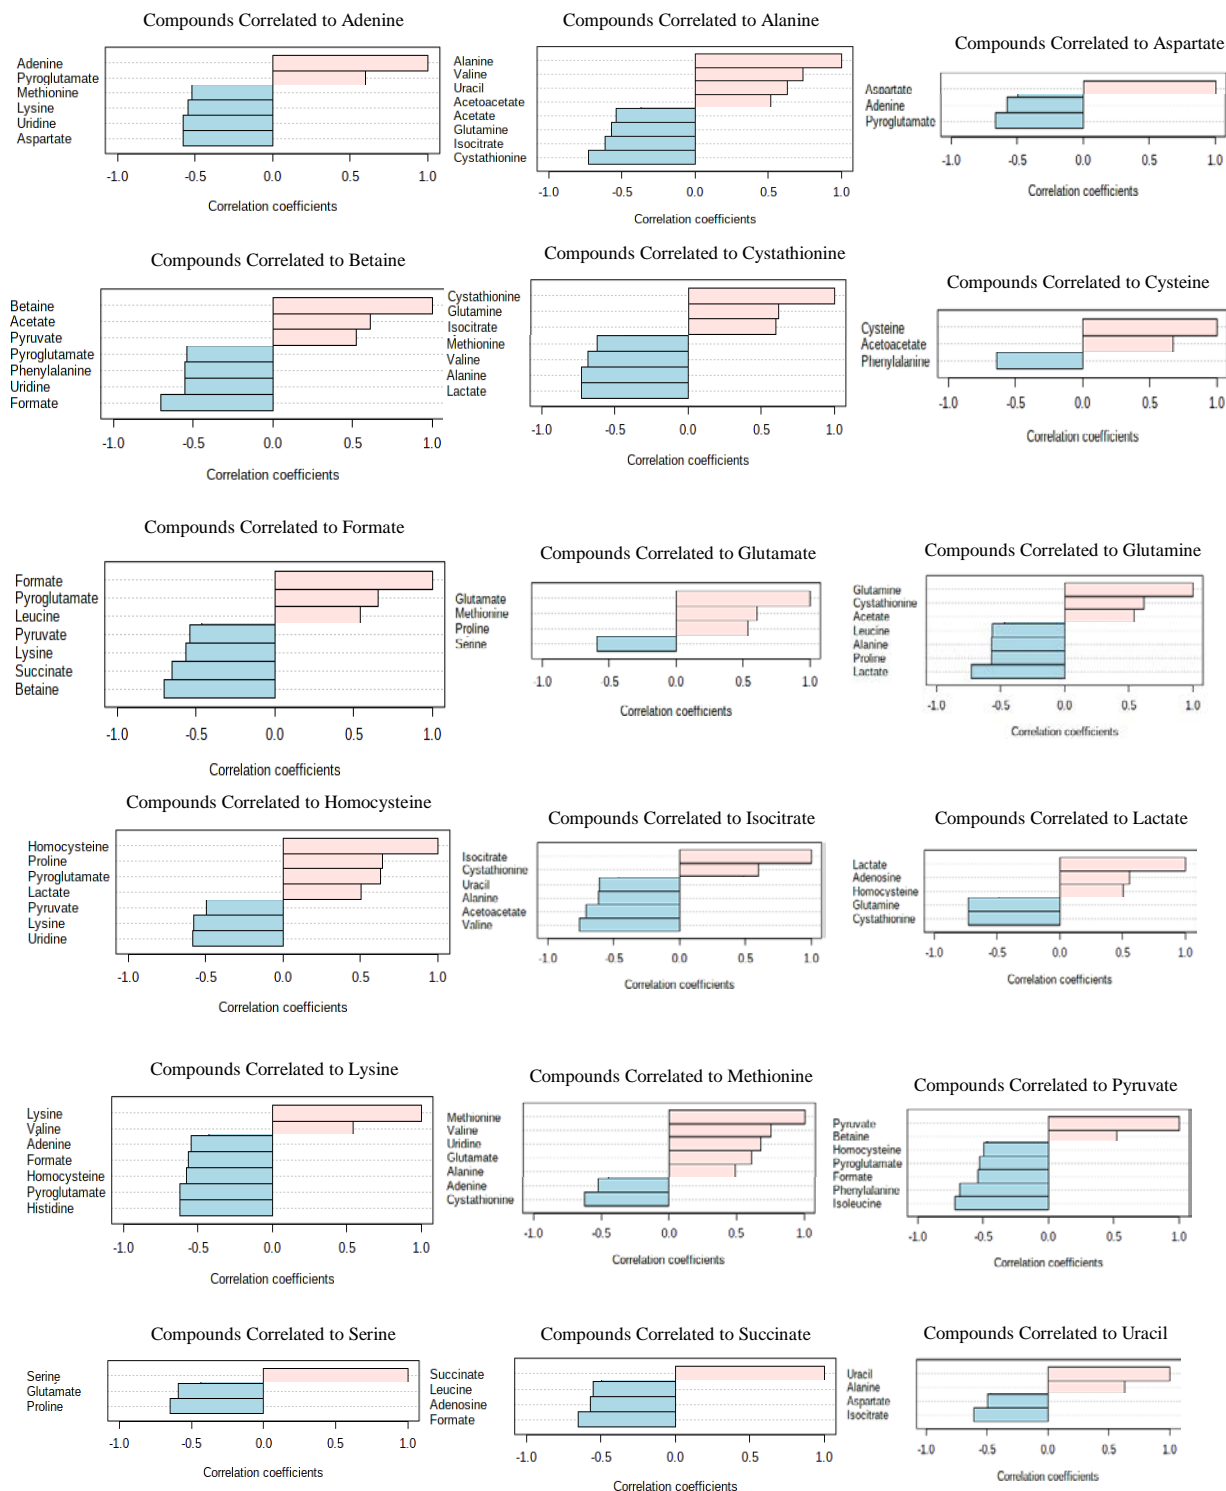 Compounds Correlated to Adenine
Adenine
Pyroglutamate
Methionine
Lysine
Uridine
Aspartate
-1.0 -0.5 0.0 0.5 1.0
Correlation coefficients
Compounds Correlated to Alanine
Alanine
Valine
Uracil
Acetoacetate
Acetate
Glutamine
Isocitrate
Cystathionine
-1.0 -0.5 0.0 0.5 1.0
Correlation coefficients
Compounds Correlated to Aspartate
Aspartate
Adenine
Pyroglutamate
-1.0 -0.5 0.0 0.5 1.0
Correlation coefficients
Compounds Correlated to Betaine
Betaine
Acetate
Pyruvate
Pyroglutamate
Phenylalanine
Uridine
Formate
-1.0 -0.5 0.0 0.5 1.0
Correlation coefficients
Compounds Correlated to Cystathionine
Cystathionine
Glutamine
Isocitrate
Methionine
Valine
Alanine
Lactate
-1.0 -0.5 0.0 0.5 1.0
Correlation coefficients
Compounds Correlated to Cysteine
Cysteine
Acetoacetate
Phenylalanine
-1.0 -0.5 0.0 0.5 1.0
Correlation coefficients
Compounds Correlated to Formate
Formate
Pyroglutamate
Leucine
Pyruvate
Lysine
Succinate
Betaine
-1.0 -0.5 0.0 0.5 1.0
Correlation coefficients
Compounds Correlated to Glutamate
Glutamate
Methionine
Proline
Serine
-1.0 -0.5 0.0 0.5 1.0
Correlation coefficients
Compounds Correlated to Glutamine
Glutamine
Cystathionine
Acetate
Leucine
Alanine
Proline
Lactate
-1.0 -0.5 0.0 0.5 1.0
Correlation coefficients
Compounds Correlated to Homocysteine
Homocysteine
Proline
Pyroglutamate
Lactate
Pyruvate
Lysine
Uridine
-1.0 -0.5 0.0 0.5 1.0
Correlation coefficients
Compounds Correlated to Isocitrate
Isocitrate
Cystathionine
Uracil
Alanine
Acetoacetate
Valine
-1.0 -0.5 0.0 0.5 1.0
Correlation coefficients
Compounds Correlated to Lactate
Lactate
Adenosine
Homocysteine
Glutamine
Cystathionine
-1.0 -0.5 0.0 0.5 1.0
Correlation coefficients
Compounds Correlated to Lysine
Lysine
Valine
Adenine
Formate
Homocysteine
Pyroglutamate
Histidine
-1.0 -0.5 0.0 0.5 1.0
Correlation coefficients
Compounds Correlated to Methionine
Methionine
Valine
Uridine
Glutamate
Alanine
Adenine
Cystathionine
-1.0 -0.5 0.0 0.5 1.0
Correlation coefficients
Compounds Correlated to Pyruvate
Pyruvate
Betaine
Homocysteine
Pyroglutamate
Formate
Phenylalanine
Isoleucine
-1.0 -0.5 0.0 0.5 1.0
Correlation coefficients
Compounds Correlated to Serine
Serine
Glutamate
Proline
-1.0 -0.5 0.0 0.5 1.0
Correlation coefficients
Compounds Correlated to Succinate
Succinate
Leucine
Adenosine
Formate
-1.0 -0.5 0.0 0.5 1.0
Correlation coefficients
Compounds Correlated to Uracil
Uracil
Alanine
Aspartate
Isocitrate
-1.0 -0.5 0.0 0.5 1.0
Correlation coefficients